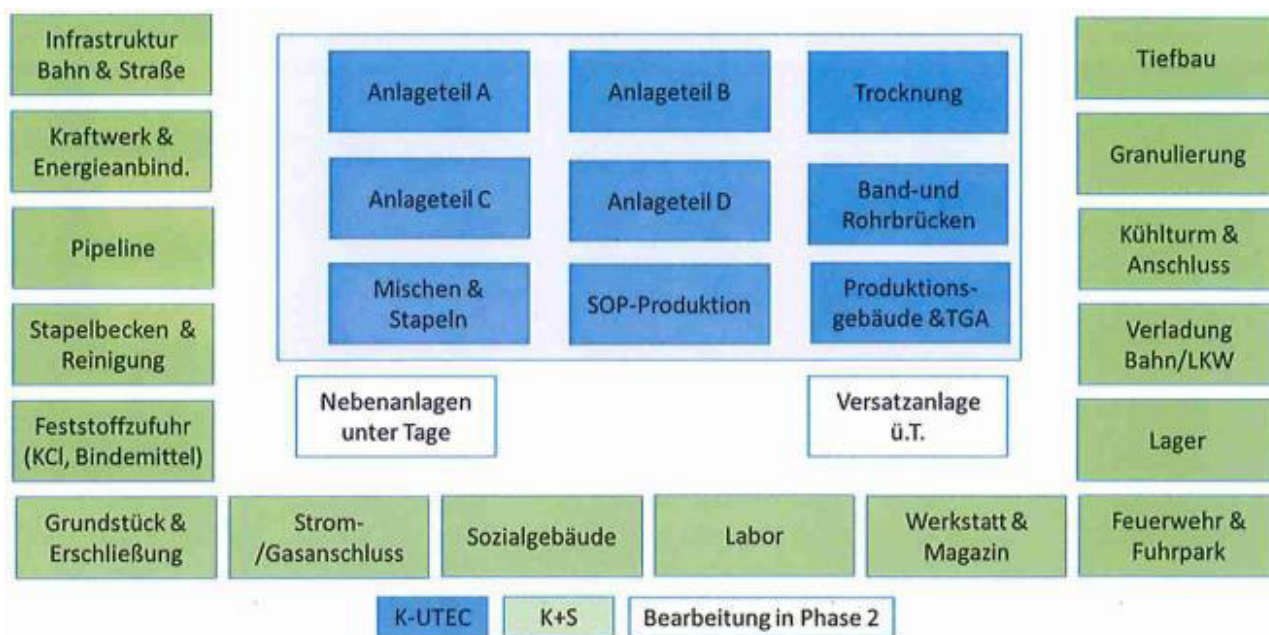 Infrastruktur
Bahn & Straße
Kraftwerk &
Energieanbind.
Pipeline
Stapelbecken &
Reinigung
Feststoffzufuhr
(KCl, Bindemittel)
Anlageteil A
Anlageteil B
Trocknung
Anlageteil C
Anlageteil D
Band-und
Rohrbrücken
Mischen &
Stapeln
SOP-Produktion
Produktions-
gebäude &TGA
Nebenanlagen
unter Tage
Versatzanlage
ü.T.
Tiefbau
Granulierung
Kühlturm &
Anschluss
Verladung
Bahn/LKW
Lager
Grundstück &
Erschließung
Strom-
/Gasanschluss
Sozialgebäude
Labor
Werkstatt &
Magazin
Feuerwehr &
Fuhrpark
K-UTEC
K+S
Bearbeitung in Phase 2